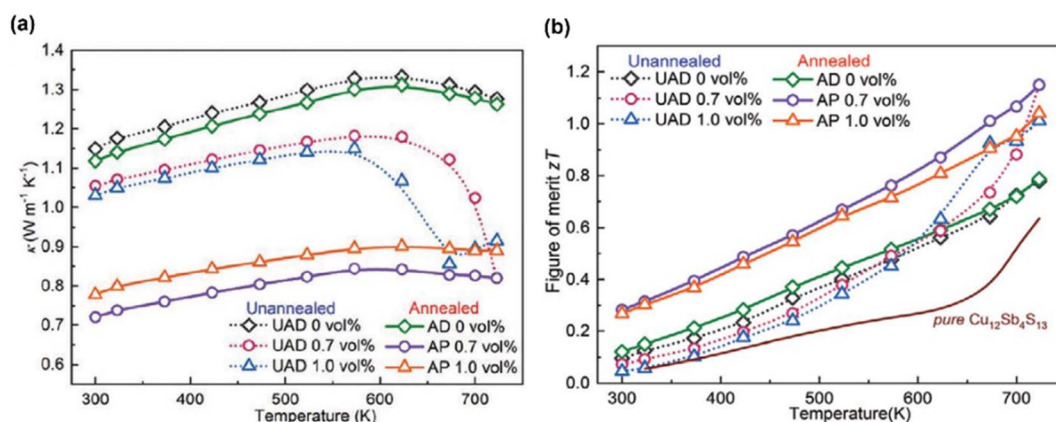 (a)
κ (W m⁻¹ K⁻¹)
1.4
1.3
1.2
1.1
1.0
0.9
0.8
0.7
0.6
Unannealed Annealed
UAD 0 vol% AD 0 vol%
UAD 0.7 vol% AP 0.7 vol%
UAD 1.0 vol% AP 1.0 vol%
300 400 500 600 700
Temperature (K)
(b)
Figure of merit zT
1.2
1.0
0.8
0.6
0.4
0.2
0.0
Unannealed Annealed
UAD 0 vol% AD 0 vol%
UAD 0.7 vol% AP 0.7 vol%
UAD 1.0 vol% AP 1.0 vol%
pure Cu₁₂Sb₄S₁₃
300 400 500 600 700
Temperature(K)